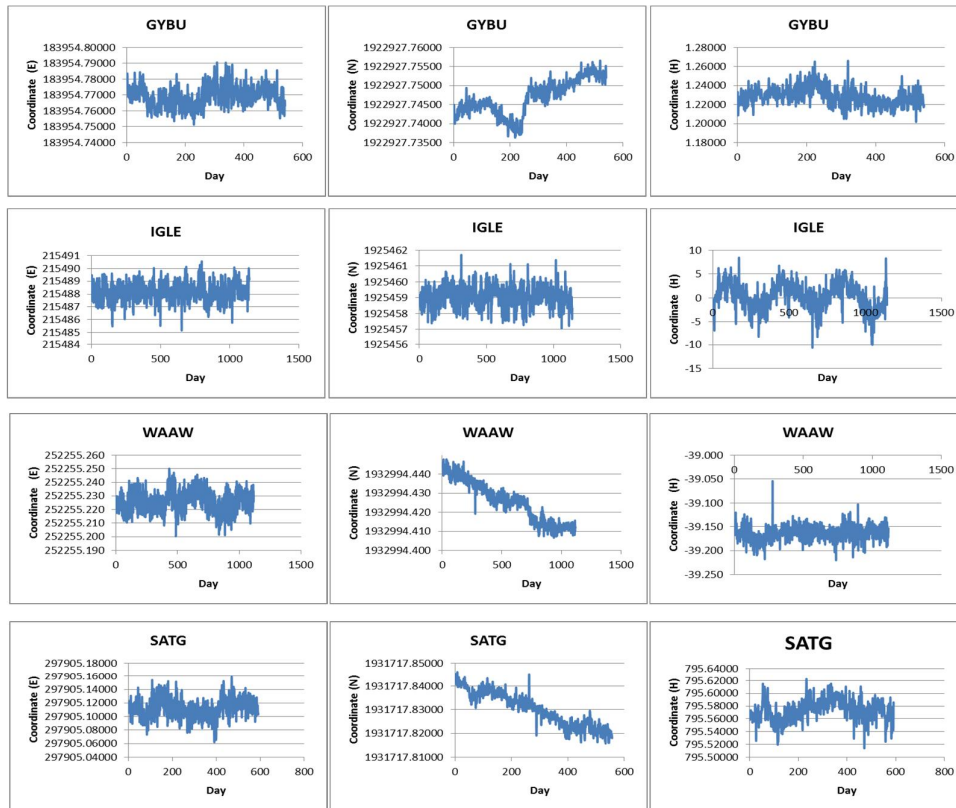 GYBU
Coordinate (E)
183954.80000
183954.79000
183954.78000
183954.77000
183954.76000
183954.75000
183954.74000
0 200 400 600
Day
GYBU
Coordinate (N)
1922927.76000
1922927.75500
1922927.75000
1922927.74500
1922927.74000
1922927.73500
0 200 400 600
Day
GYBU
Coordinate (H)
1.28000
1.26000
1.24000
1.22000
1.20000
1.18000
0 200 400 600
Day
IGLE
Coordinate (E)
215491
215490
215489
215488
215487
215486
215485
215484
0 500 1000 1500
Day
IGLE
Coordinate (N)
1925462
1925461
1925460
1925459
1925458
1925457
1925456
0 500 1000 1500
Day
IGLE
Coordinate (H)
10
5
0
-5
-10
-15
0 500 1000 1500
Day
WAAW
Coordinate (E)
252255.260
252255.250
252255.240
252255.230
252255.220
252255.210
252255.200
252255.190
0 500 1000 1500
Day
WAAW
Coordinate (N)
1932994.440
1932994.430
1932994.420
1932994.410
1932994.400
0 500 1000 1500
Day
WAAW
Coordinate (H)
-39.000
-39.050
-39.100
-39.150
-39.200
-39.250
0 500 1000 1500
Day
SATG
Coordinate (E)
297905.18000
297905.16000
297905.14000
297905.12000
297905.10000
297905.08000
297905.06000
297905.04000
0 200 400 600 800
Day
SATG
Coordinate (N)
1931717.85000
1931717.84000
1931717.83000
1931717.82000
1931717.81000
0 200 400 600
Day
SATG
Coordinate (H)
795.64000
795.62000
795.60000
795.58000
795.56000
795.54000
795.52000
795.50000
0 200 400 600 800
Day